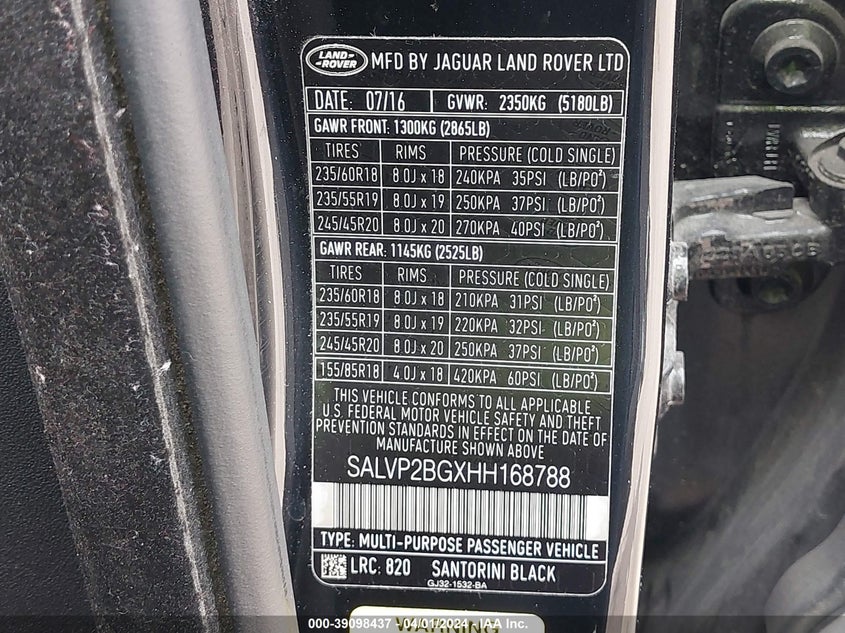 LAND-
-ROVER
MFD BY JAGUAR LAND ROVER LTD
DATE: 07/16 GVWR: 2350KG (5180LB)
GAWR FRONT: 1300KG (2865LB)
TIRES RIMS PRESSURE (COLD SINGLE)
235/60R18 8.0J x 18 240KPA 35PSI (LB/PO²)
235/55R19 8.0J x 19 250KPA 37PSI (LB/PO²)
245/45R20 8.0J x 20 270KPA 40PSI (LB/PO²)
GAWR REAR: 1145KG (2525LB)
TIRES RIMS PRESSURE (COLD SINGLE)
235/60R18 8.0J x 18 210KPA 31PSI (LB/PO²)
235/55R19 8.0J x 19 220KPA 32PSI (LB/PO²)
245/45R20 8.0J x 20 250KPA 37PSI (LB/PO²)
155/85R18 4.0J x 18 420KPA 60PSI (LB/PO²)
THIS VEHICLE CONFORMS TO ALL APPLICABLE
U.S. FEDERAL MOTOR VEHICLE SAFETY AND THEFT
PREVENTION STANDARDS IN EFFECT ON THE DATE OF
MANUFACTURE SHOWN ABOVE
SALVP2BGXHH168788
TYPE: MULTI-PURPOSE PASSENGER VEHICLE
LRC: 820 SANTORINI BLACK
GJ32-1532-BA
WARNING
000-39098437 - 04/01/2024 - IAA Inc.